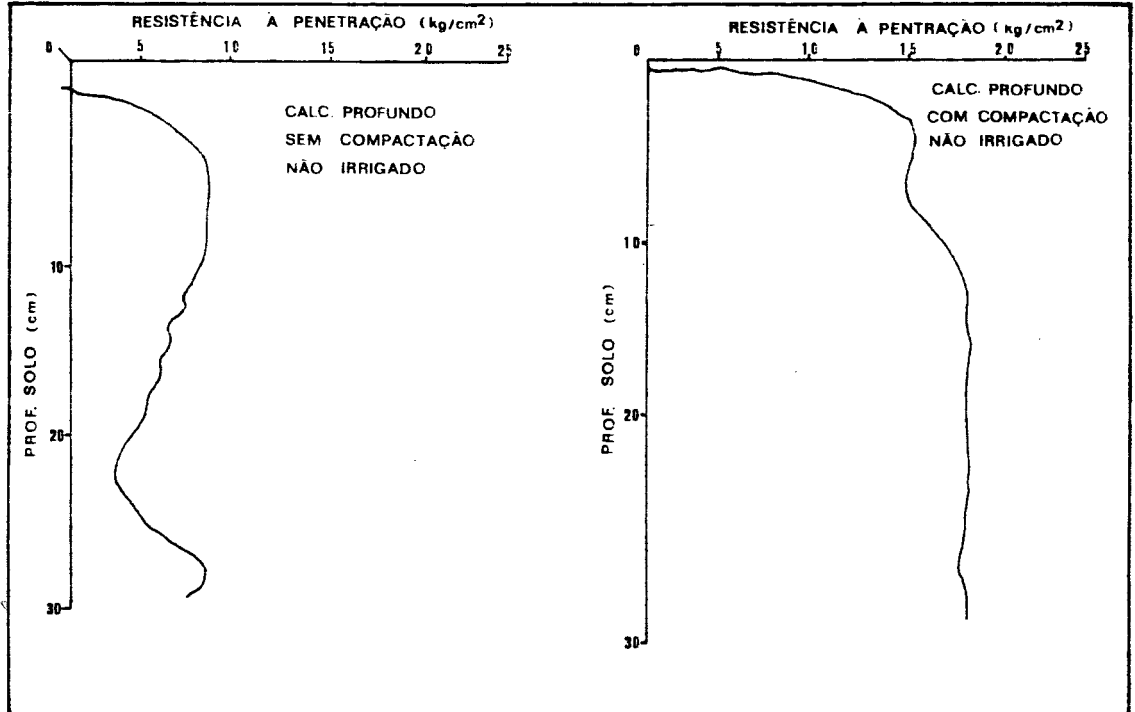 RESISTÊNCIA À PENETRAÇÃO (kg/cm2)
0 5 10 15 20 25
CALC. PROFUNDO
SEM COMPACTAÇÃO
NÃO IRRIGADO
PROF. SOLO (cm)
10
20
30
RESISTÊNCIA À PENTRAÇÃO (kg/cm2)
0 5 10 15 20 25
CALC. PROFUNDO
COM COMPACTAÇÃO
NÃO IRRIGADO
PROF. SOLO (cm)
10
20
30